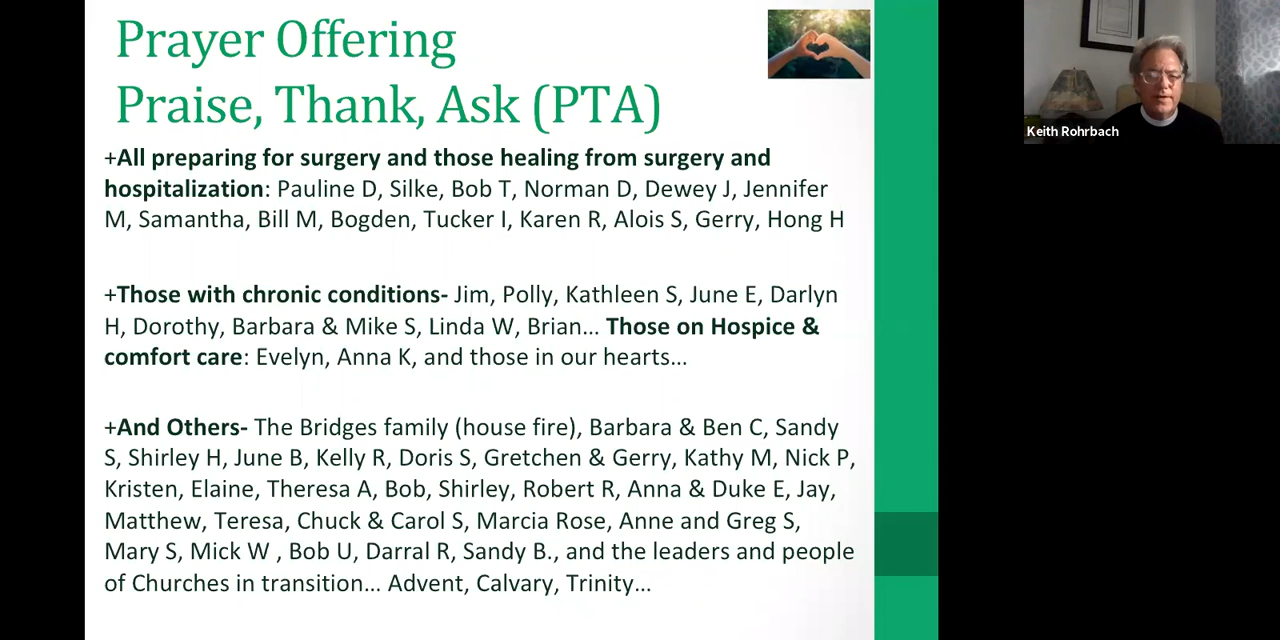 Prayer Offering
Praise, Thank, Ask (PTA)
+All preparing for surgery and those healing from surgery and
hospitalization: Pauline D, Silke, Bob T, Norman D, Dewey J, Jennifer
M, Samantha, Bill M, Bogden, Tucker I, Karen R, Alois S, Gerry, Hong H
+Those with chronic conditions- Jim, Polly, Kathleen S, June E, Darlyn
H, Dorothy, Barbara & Mike S, Linda W, Brian... Those on Hospice &
comfort care: Evelyn, Anna K, and those in our hearts...
+And Others- The Bridges family (house fire), Barbara & Ben C, Sandy
S, Shirley H, June B, Kelly R, Doris S, Gretchen & Gerry, Kathy M, Nick P,
Kristen, Elaine, Theresa A, Bob, Shirley, Robert R, Anna & Duke E, Jay,
Matthew, Teresa, Chuck & Carol S, Marcia Rose, Anne and Greg S,
Mary S, Mick W , Bob U, Darral R, Sandy B., and the leaders and people
of Churches in transition... Advent, Calvary, Trinity...
Keith Rohrbach